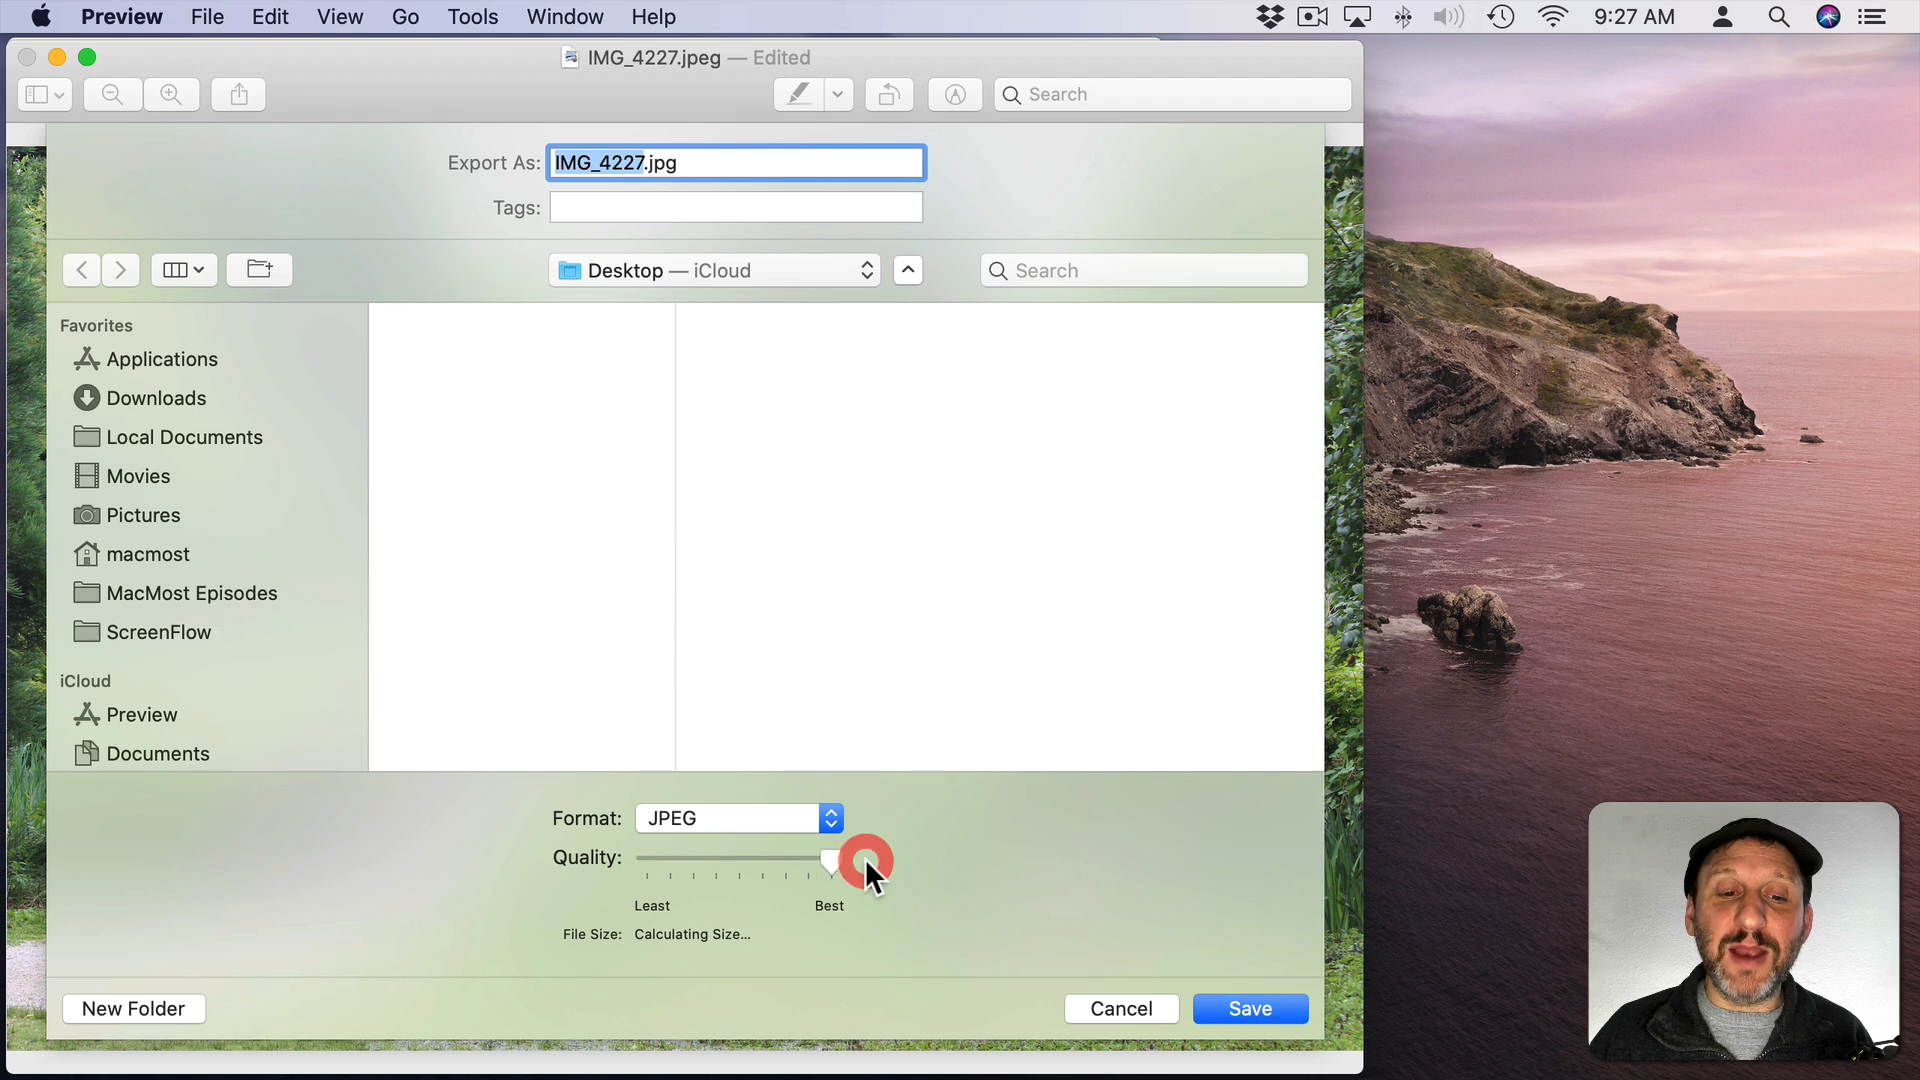 Preview File Edit View Go Tools Window Help 9:27 AM
IMG_4227.jpeg — Edited
Search
Export As: IMG_4227.jpg
Tags:
Desktop — iCloud
Search
Favorites
Applications
Downloads
Local Documents
Movies
Pictures
macmost
MacMost Episodes
ScreenFlow
iCloud
Preview
Documents
Format: JPEG
Quality:
Least Best
File Size: Calculating Size...
New Folder Cancel Save